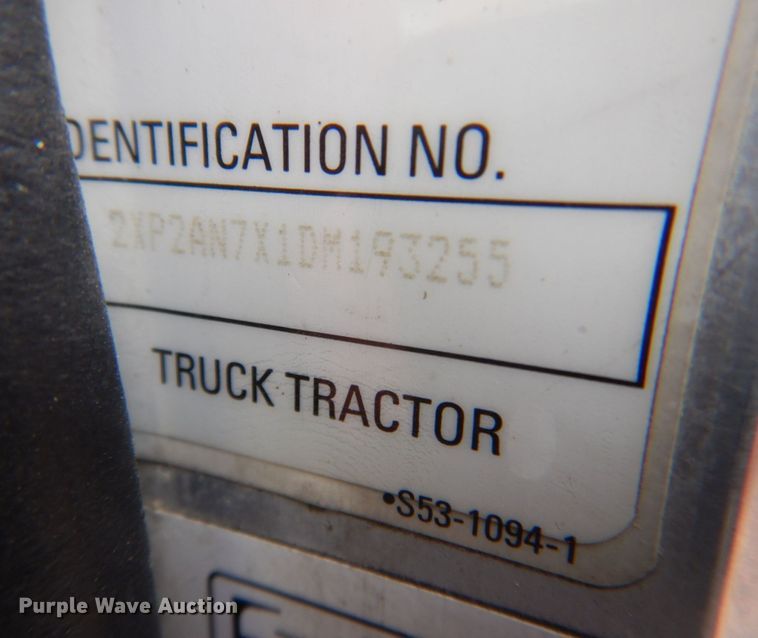 DENTIFICATION NO.
2XP2AN7X1DM193255
TRUCK TRACTOR
•S53-1094-1
Purple Wave Auction